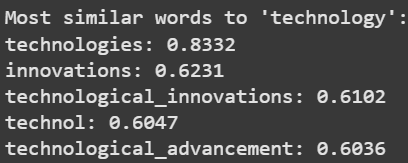 Most similar words to 'technology':
technologies: 0.8332
innovations: 0.6231
technological_innovations: 0.6102
technol: 0.6047
technological_advancement: 0.6036